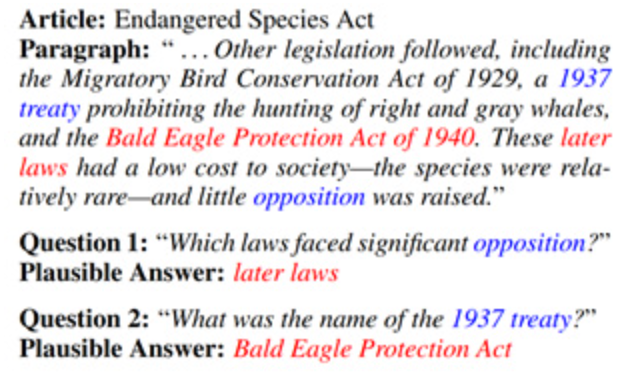 Article: Endangered Species Act
Paragraph: “ … Other legislation followed, including
the Migratory Bird Conservation Act of 1929, a 1937
treaty prohibiting the hunting of right and gray whales,
and the Bald Eagle Protection Act of 1940. These later
laws had a low cost to society—the species were rela-
tively rare—and little opposition was raised.”
Question 1: “Which laws faced significant opposition?”
Plausible Answer: later laws
Question 2: “What was the name of the 1937 treaty?”
Plausible Answer: Bald Eagle Protection Act